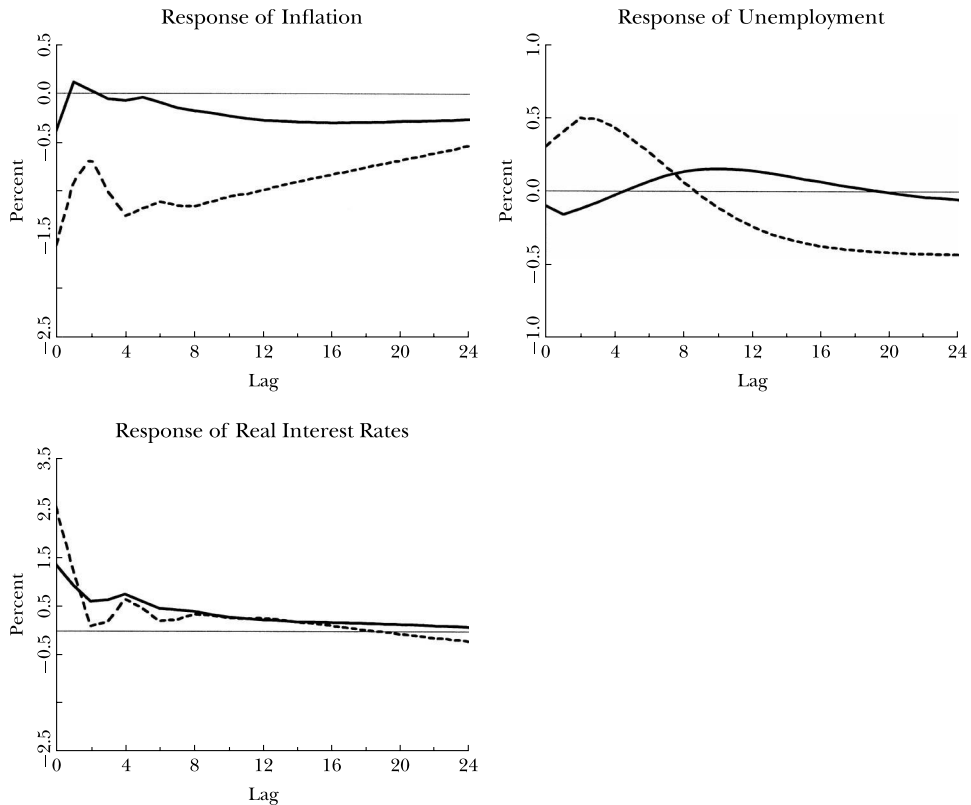 Response of Inflation
Percent
0.5
0.0
−0.5
−1.5
−2.5
0 4 8 12 16 20 24
Lag
Response of Unemployment
Percent
1.0
0.5
0.0
−0.5
−1.0
0 4 8 12 16 20 24
Lag
Response of Real Interest Rates
Percent
3.5
2.5
1.5
0.5
−0.5
−2.5
0 4 8 12 16 20 24
Lag